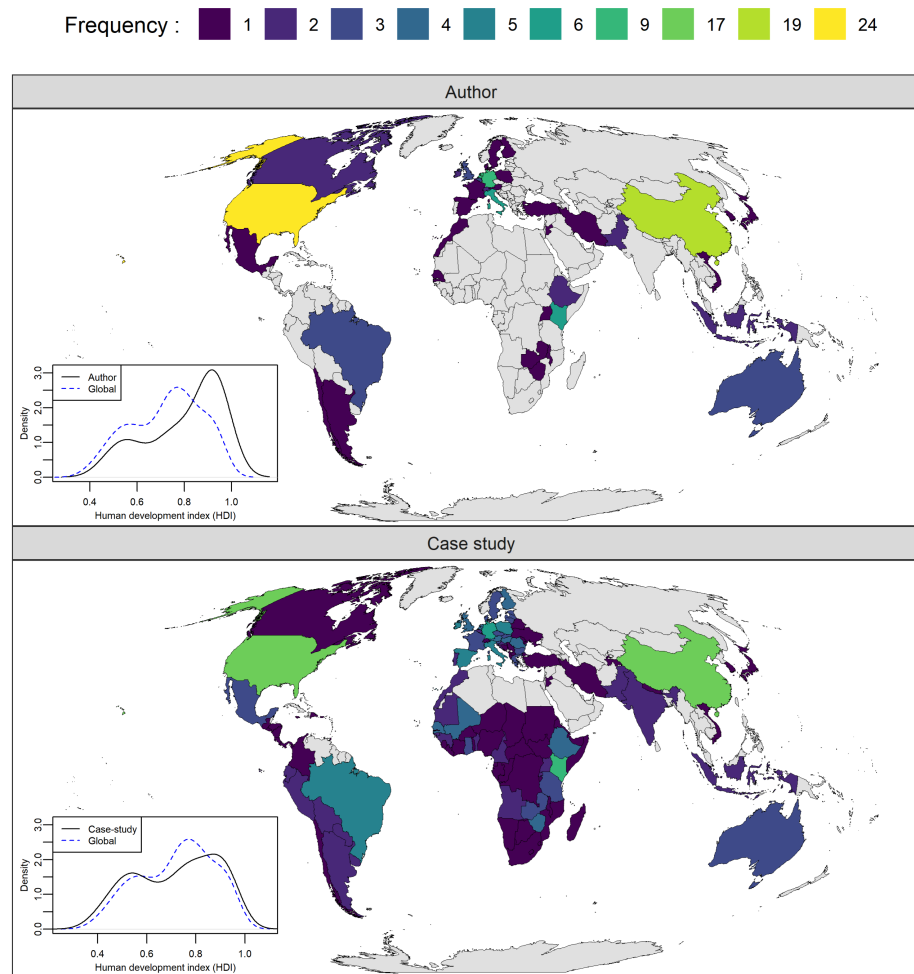 Frequency : 1 2 3 4 5 6 9 17 19 24
Author
Author
Global
Density
3.0
2.0
1.0
0.0
0.4 0.6 0.8 1.0
Human development index (HDI)
Case study
Case-study
Global
Density
3.0
2.0
1.0
0.0
0.4 0.6 0.8 1.0
Human development index (HDI)